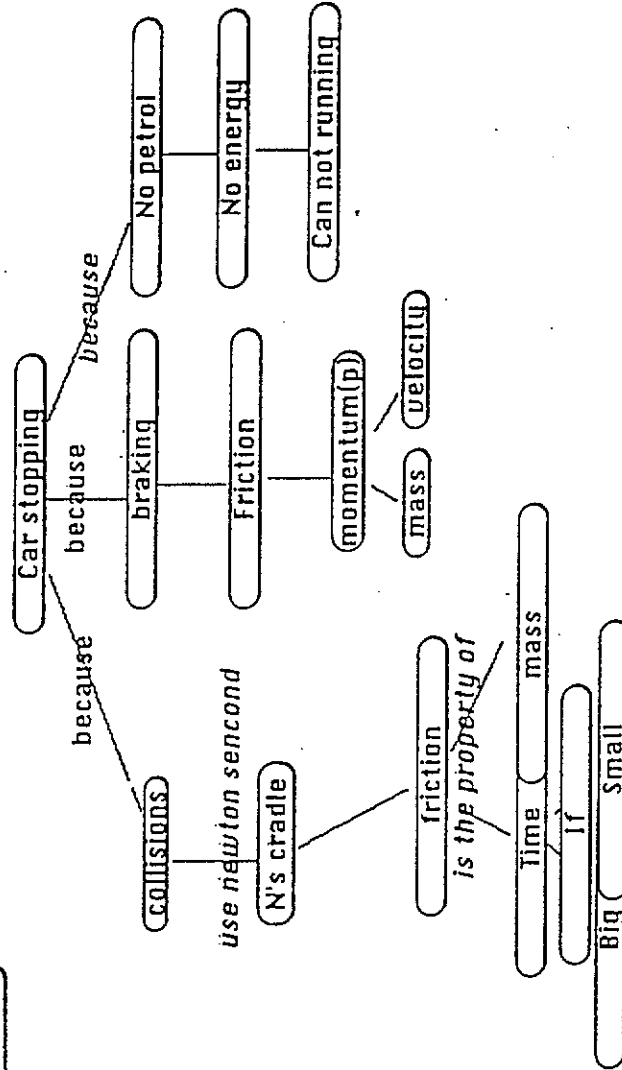 Car stopping
because
because
because
collisions
braking
No petrol
use newton sencond
N's cradle
Friction
No energy
friction
is the property of
momentum(p)
Can not running
mass
velocity
Time
mass
If
Big
Small